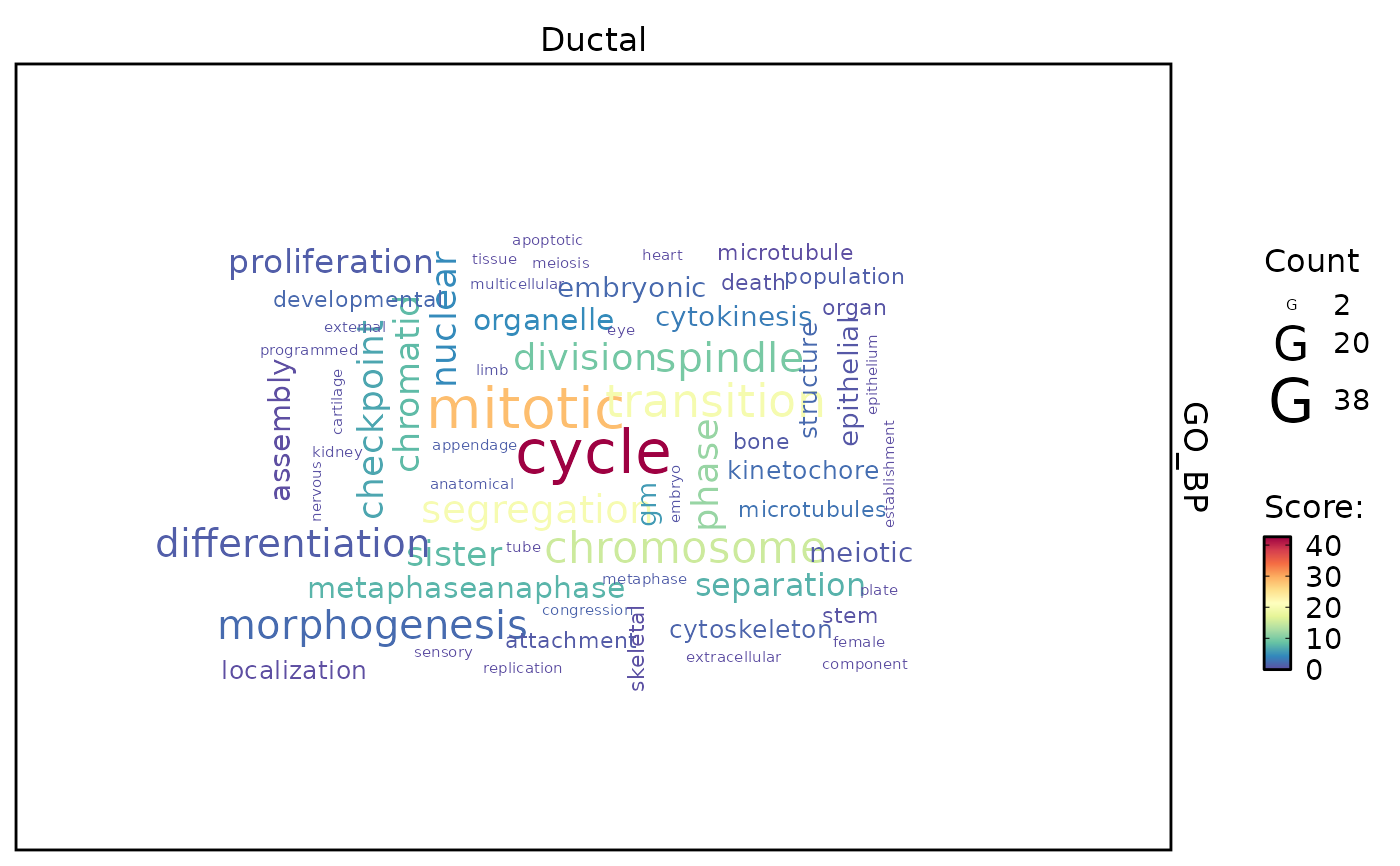 Ductal
apoptotic
proliferation
tissue
meiosis
heart
microtubule
multicellular
embryonic
death
population
developmental
nuclear
chromatid
organelle
cytokinesis
organ
external
eye
structure
epithelial
epithelium
programmed
checkpoint
division
spindle
limb
assembly
cartilage
mitotic
transition
appendage
cycle
phase
bone
kidney
nervous
anatomical
embryo
kinetochore
establishment
segregation
gm
microtubules
differentiation
sister
tube
chromosome
meiotic
metaphaseanaphase
metaphase
separation
plate
morphogenesis
congression
attachment
skeletal
cytoskeleton
stem
sensory
female
localization
replication
extracellular
component
GO_BP
Count
G 2
G 20
G 38
Score:
40
30
20
10
0